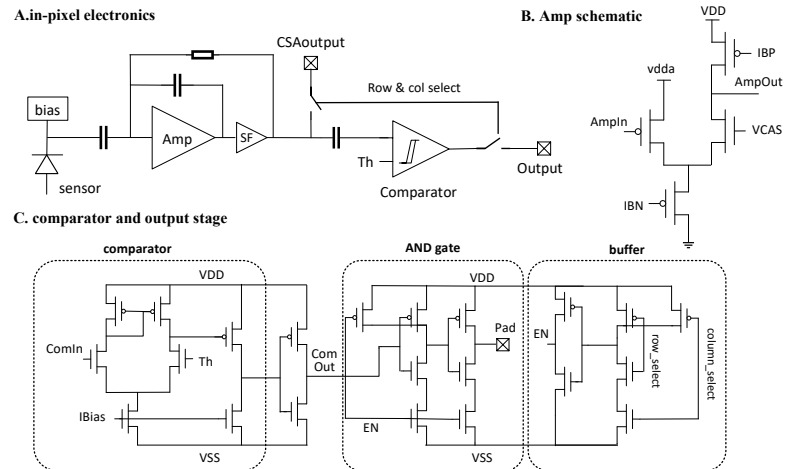 A.in-pixel electronics
CSAoutput
bias
Amp
SF
Row & col select
Th
Comparator
Output
sensor
B. Amp schematic
VDD
IBP
vdda
AmpOut
AmpIn
VCAS
IBN
C. comparator and output stage
comparator
AND gate
buffer
VDD
VDD
ComIn
Th
Com
Out
Pad
EN
row_select
column_select
IBias
EN
VSS
VSS